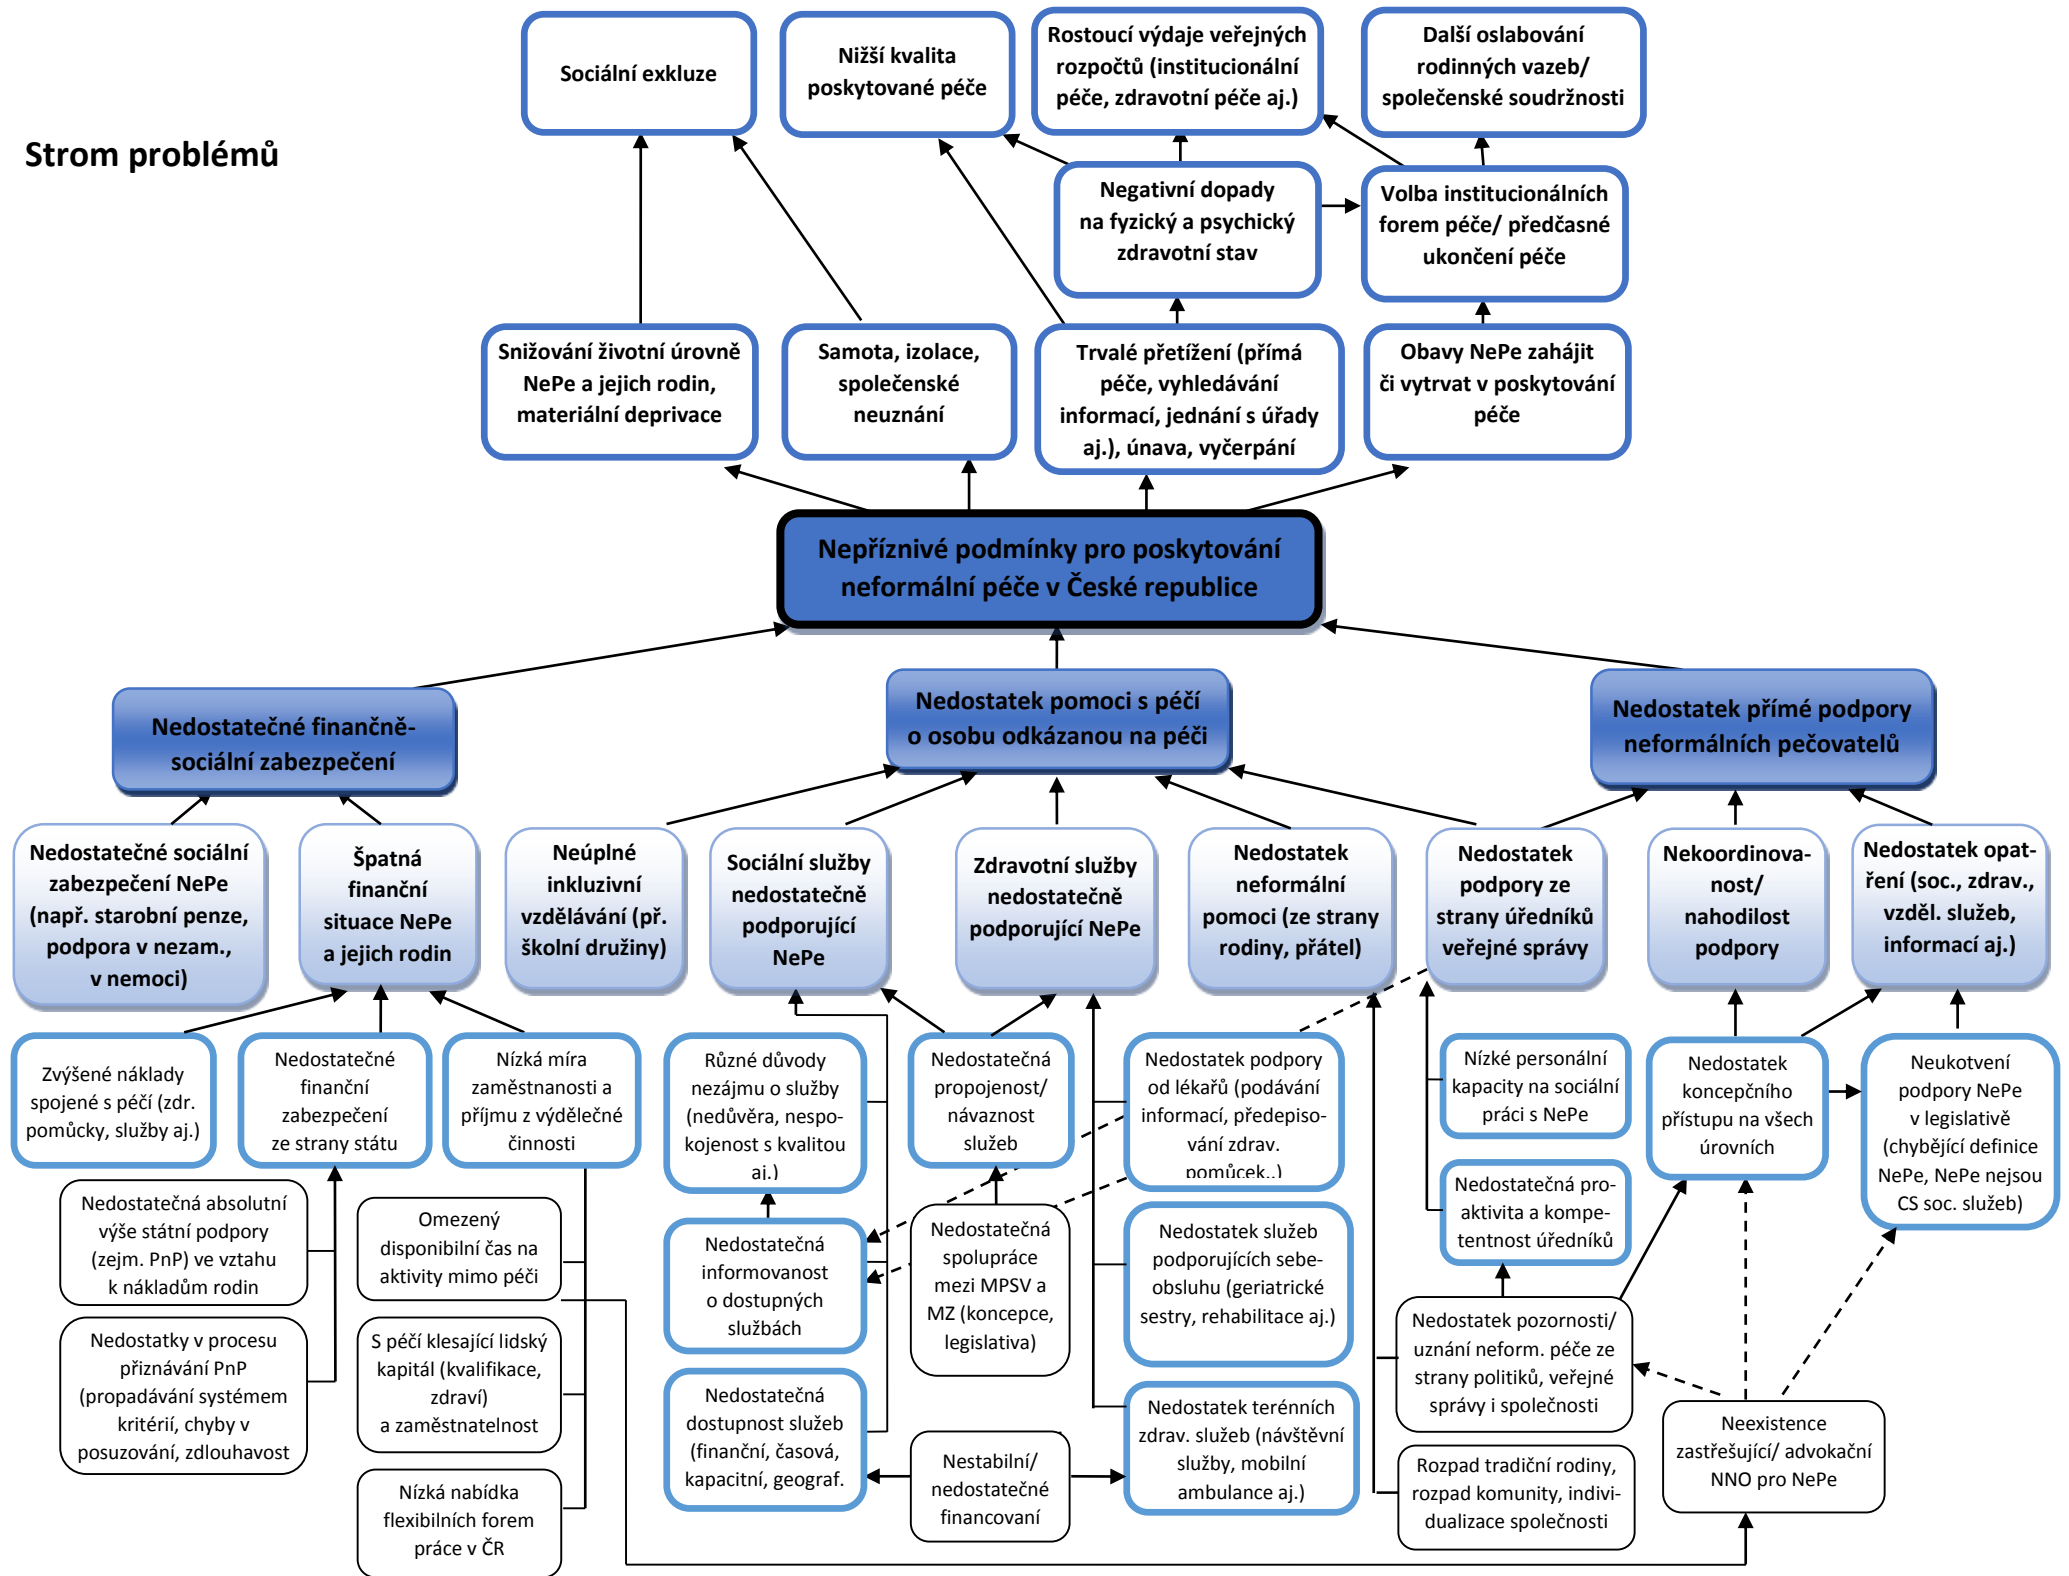 Strom problémů
Sociální exkluze
Nižší kvalita
poskytované péče
Rostoucí výdaje veřejných
rozpočtů (institucionální
péče, zdravotní péče aj.)
Další oslabování
rodinných vazeb/
společenské soudržnosti
Negativní dopady
na fyzický a psychický
zdravotní stav
Volba institucionálních
forem péče/ předčasné
ukončení péče
Snižování životní úrovně
NePe a jejich rodin,
materiální deprivace
Samota, izolace,
společenské
neuznání
Trvalé přetížení (přímá
péče, vyhledávání
informací, jednání s úřady
aj.), únava, vyčerpání
Obavy NePe zahájit
či vytrvat v poskytování
péče
Nepříznivé podmínky pro poskytování
neformální péče v České republice
Nedostatečné finančně-
sociální zabezpečení
Nedostatek pomoci s péčí
o osobu odkázanou na péči
Nedostatek přímé podpory
neformálních pečovatelů
Nedostatečné sociální
zabezpečení NePe
(např. starobní penze,
podpora v nezam.,
v nemoci)
Špatná
finanční
situace NePe
a jejich rodin
Neúplné
inkluzivní
vzdělávání (př.
školní družiny)
Sociální služby
nedostatečně
podporující
NePe
Zdravotní služby
nedostatečně
podporující NePe
Nedostatek
neformální
pomoci (ze strany
rodiny, přátel)
Nedostatek
podpory ze
strany úředníků
veřejné správy
Nekoordinova-
nost/
nahodilost
podpory
Nedostatek opat-
ření (soc., zdrav.,
vzděl. služeb,
informací aj.)
Zvýšené náklady
spojené s péčí (zdr.
pomůcky, služby aj.)
Nedostatečné
finanční
zabezpečení
ze strany státu
Nízká míra
zaměstnanosti a
příjmu z výdělečné
činnosti
Různé důvody
nezájmu o služby
(nedůvěra, nespo-
kojenost s kvalitou
aj.)
Nedostatečná
propojenost/
návaznost
služeb
Nedostatek podpory
od lékařů (podávání
informací, předepiso-
vání zdrav.
pomůcek..)
Nízké personální
kapacity na sociální
práci s NePe
Nedostatek
koncepčního
přístupu na všech
úrovních
Neukotvení
podpory NePe
v legislativě
(chybějící definice
NePe, NePe nejsou
CS soc. služeb)
Nedostatečná absolutní
výše státní podpory
(zejm. PnP) ve vztahu
k nákladům rodin
Omezený
disponibilní čas na
aktivity mimo péči
Nedostatečná
informovanost
o dostupných
službách
Nedostatečná
spolupráce
mezi MPSV a
MZ (koncepce,
legislativa)
Nedostatek služeb
podporujících sebe-
obsluhu (geriatrické
sestry, rehabilitace aj.)
Nedostatečná pro-
aktivita a kompe-
tentnost úředníků
Nedostatky v procesu
přiznávání PnP
(propadávání systémem
kritérií, chyby v
posuzování, zdlouhavost
S péčí klesající lidský
kapitál (kvalifikace,
zdraví)
a zaměstnatelnost
Nedostatečná
dostupnost služeb
(finanční, časová,
kapacitní, geograf.
Nestabilní/
nedostatečné
financovaní
Nedostatek terénních
zdrav. služeb (návštěvní
služby, mobilní
ambulance aj.)
Nedostatek pozornosti/
uznání neform. péče ze
strany politiků, veřejné
správy i společnosti
Neexistence
zastřešující/ advokační
NNO pro NePe
Nízká nabídka
flexibilních forem
práce v ČR
Rozpad tradiční rodiny,
rozpad komunity, indivi-
dualizace společnosti